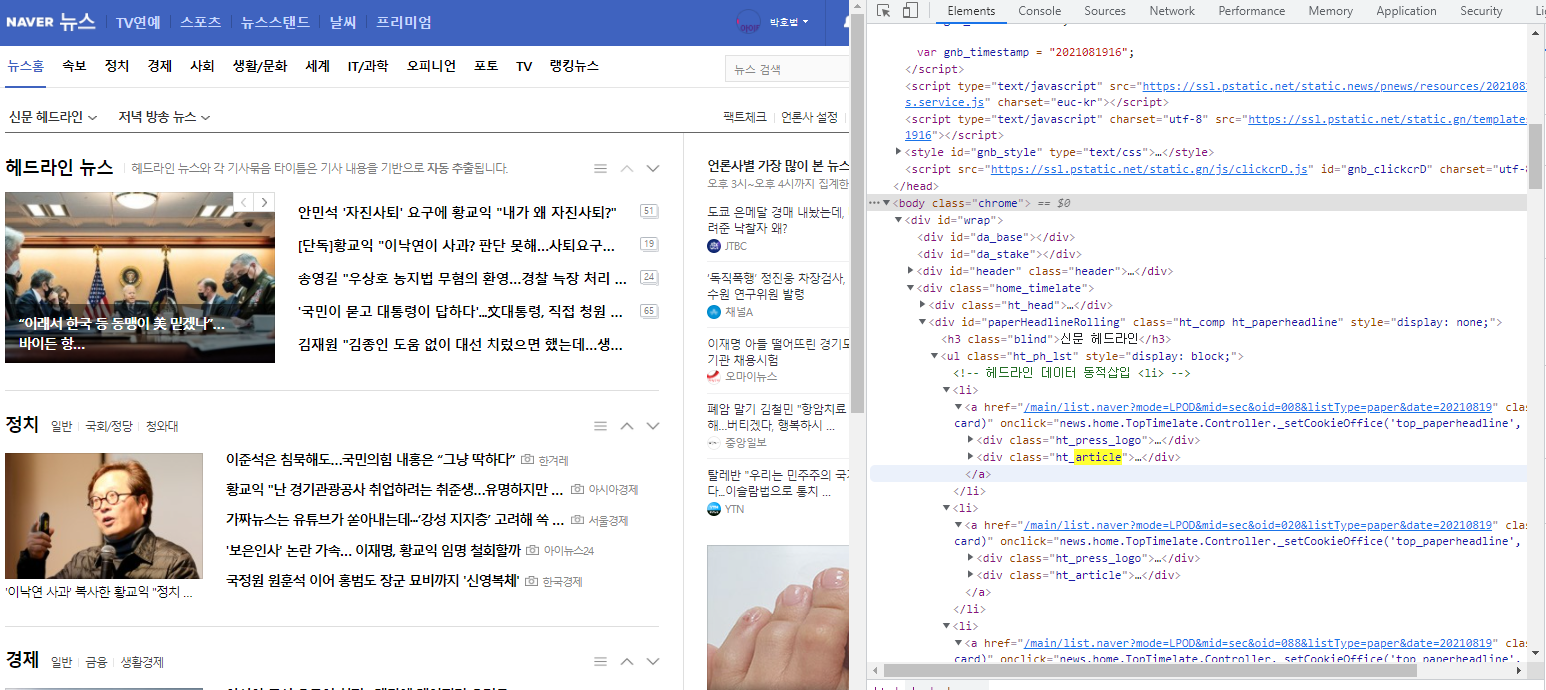 NAVER 뉴스 TV연예 스포츠 뉴스스탠드 날씨 프리미엄 박호범
뉴스홈 속보 정치 경제 사회 생활/문화 세계 IT/과학 오피니언 포토 TV 랭킹뉴스 뉴스 검색
신문 헤드라인 저녁 방송 뉴스 팩트체크 언론사 설정
헤드라인 뉴스 헤드라인 뉴스와 각 기사묶음 타이틀은 기사 내용을 기반으로 자동 추출됩니다.
“이래서 한국 등 동맹이 美 믿겠나”...
바이든 향...
안민석 '자진사퇴' 요구에 황교익 "내가 왜 자진사퇴?" 51
[단독]황교익 "이낙연이 사과? 판단 못해...사퇴요구... 19
송영길 "우상호 농지법 무혐의 환영...경찰 늑장 처리 ... 24
'국민이 묻고 대통령이 답하다'...文대통령, 직접 청원 ... 65
김재원 "김종인 도움 없이 대선 치렀으면 했는데...생...
정치 일반 국회/정당 청와대
'이낙연 사과' 복사한 황교익 "정치 ...
이준석은 침묵해도...국민의힘 내홍은 “그냥 딱하다” 한겨레
황교익 "난 경기관광공사 취업하려는 취준생...유명하지만 ... 아시아경제
가짜뉴스는 유튜브가 쏟아내는데…‘강성 지지층’ 고려해 쏙 ... 서울경제
'보은인사' 논란 가속... 이재명, 황교익 임명 철회할까 아이뉴스24
국정원 원훈석 이어 홍범도 장군 묘비까지 '신영복체' 한국경제
경제 일반 금융 생활경제
언론사별 가장 많이 본 뉴스
오후 3시~오후 4시까지 집계한
도쿄 은메달 경매 내놨는데,
려준 낙찰자 왜?
JTBC
‘독직폭행’ 정진웅 차장검사,
수원 연구위원 발령
채널A
이재명 아들 떨어뜨린 경기도
기관 채용시험
오마이뉴스
폐암 말기 김철민 "항암치료
해...버티겠다, 행복하시 ...
중앙일보
탈레반 "우리는 민주주의 국가
다...이슬람법으로 통치 ...
YTN
Elements Console Sources Network Performance Memory Application Security
var gnb_timestamp = "2021081916";
</script>
<script type="text/javascript" src="https://ssl.pstatic.net/static.news/pnews/resources/202108
s.service.js" charset="euc-kr"></script>
<script type="text/javascript" charset="utf-8" src="https://ssl.pstatic.net/static.gn/template
1916"></script>
<style id="gnb_style" type="text/css">…</style>
<script src="https://ssl.pstatic.net/static.gn/js/clickcrD.js" id="gnb_clickcrD" charset="utf-8
</head>
<body class="chrome"> == $0
<div id="wrap">
<div id="da_base"></div>
<div id="da_stake"></div>
<div id="header" class="header">…</div>
<div class="home_timelate">
<div class="ht_head">…</div>
<div id="paperHeadlineRolling" class="ht_comp ht_paperheadline" style="display: none;">
<h3 class="blind">신문 헤드라인</h3>
<ul class="ht_ph_lst" style="display: block;">
<!-- 헤드라인 데이터 동적삽입 <li> -->
<li>
<a href="/main/list.naver?mode=LPOD&mid=sec&oid=008&listType=paper&date=20210819" clas
card)" onclick="news.home.TopTimelate.Controller._setCookieOffice('top_paperheadline',
<div class="ht_press_logo">…</div>
<div class="ht_article">…</div>
</a>
</li>
<li>
<a href="/main/list.naver?mode=LPOD&mid=sec&oid=020&listType=paper&date=20210819" clas
card)" onclick="news.home.TopTimelate.Controller._setCookieOffice('top_paperheadline',
<div class="ht_press_logo">…</div>
<div class="ht_article">…</div>
</a>
</li>
<li>
<a href="/main/list.naver?mode=LPOD&mid=sec&oid=088&listType=paper&date=20210819" clas
card)" onclick="news.home.TopTimelate.Controller._setCookieOffice('top_paperheadline',